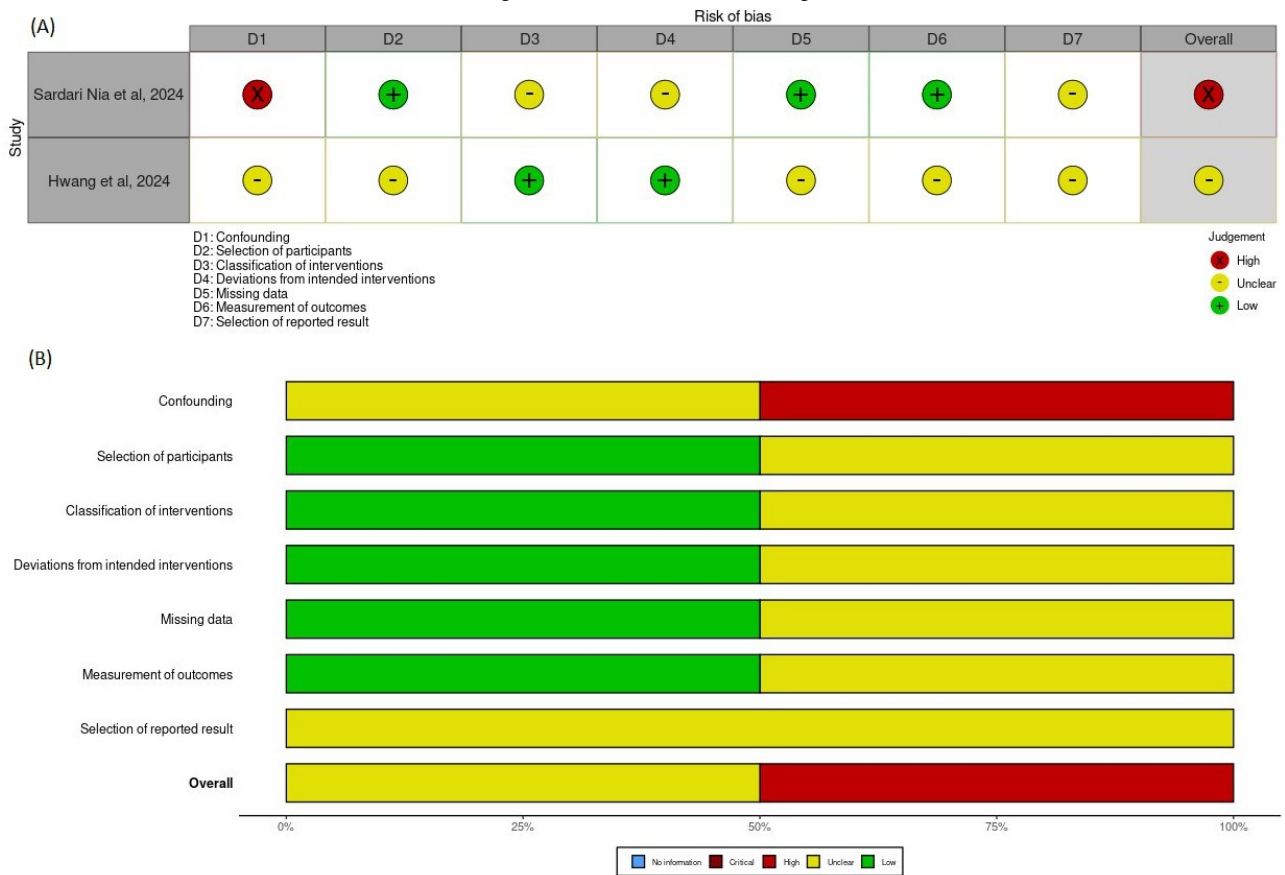 (A)
Risk of bias
D1 D2 D3 D4 D5 D6 D7 Overall
Study
Sardari Nia et al, 2024 X + - - + + - X
Hwang et al, 2024 - - + + - - - -
D1: Confounding
D2: Selection of participants
D3: Classification of interventions
D4: Deviations from intended interventions
D5: Missing data
D6: Measurement of outcomes
D7: Selection of reported result
Judgement
X High
- Unclear
+ Low
(B)
Confounding
Selection of participants
Classification of interventions
Deviations from intended interventions
Missing data
Measurement of outcomes
Selection of reported result
Overall
0% 25% 50% 75% 100%
No information Critical High Unclear Low